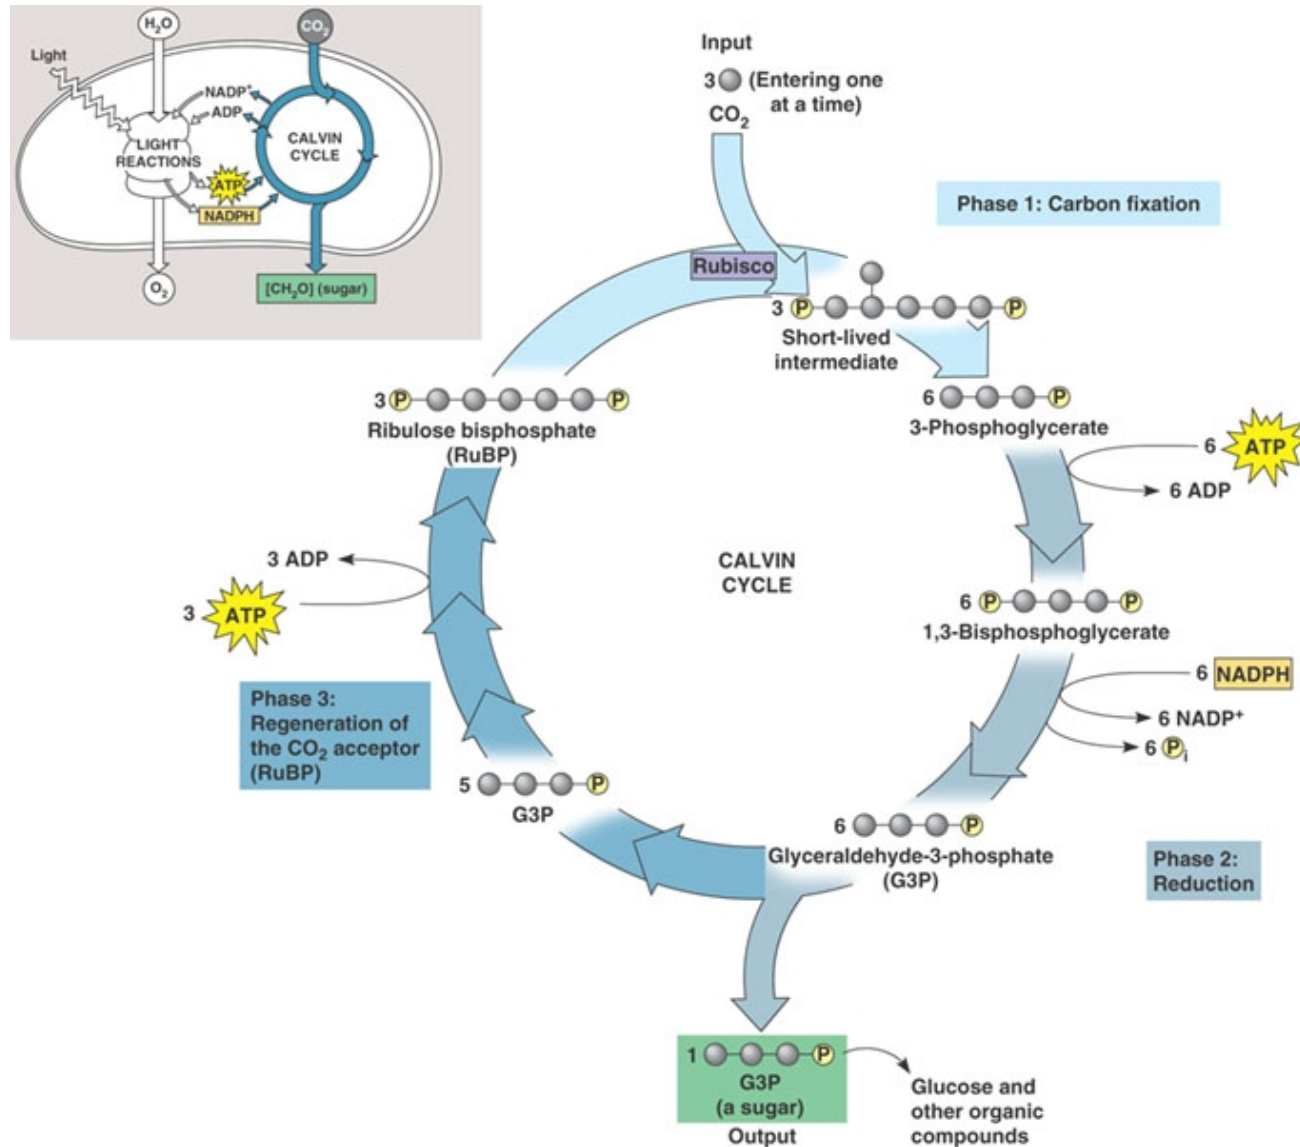 H₂O
CO₂
Light
NADP⁺
ADP
LIGHT
REACTIONS
CALVIN
CYCLE
ATP
NADPH
O₂
[CH₂O] (sugar)
Input
3 (Entering one
at a time)
CO₂
Phase 1: Carbon fixation
Rubisco
3 P P
Short-lived
intermediate
3 P P
Ribulose bisphosphate
(RuBP)
6 P
3-Phosphoglycerate
6 ATP
6 ADP
3 ADP
3 ATP
CALVIN
CYCLE
6 P P
1,3-Bisphosphoglycerate
6 NADPH
6 NADP⁺
6 Pᵢ
Phase 3:
Regeneration of
the CO₂ acceptor
(RuBP)
5 P
G3P
6 P
Glyceraldehyde-3-phosphate
(G3P)
Phase 2:
Reduction
1 P
G3P
(a sugar)
Output
Glucose and
other organic
compounds